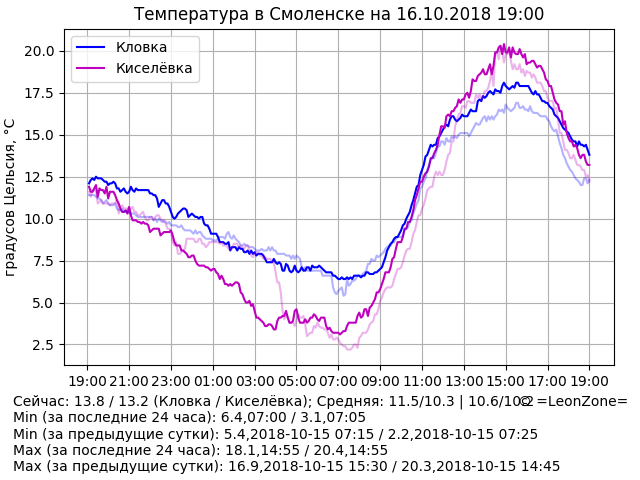 Температура в Смоленске на 16.10.2018 19:00
Кловка
Киселёвка
градусов Цельсия, °C
20.0
17.5
15.0
12.5
10.0
7.5
5.0
2.5
19:00 21:00 23:00 01:00 03:00 05:00 07:00 09:00 11:00 13:00 15:00 17:00 19:00
Сейчас: 13.8 / 13.2 (Кловка / Киселёвка); Средняя: 11.5/10.3 | 10.6/10.2
© =LeonZone=
Min (за последние 24 часа): 6.4,07:00 / 3.1,07:05
Min (за предыдущие сутки): 5.4,2018-10-15 07:15 / 2.2,2018-10-15 07:25
Max (за последние 24 часа): 18.1,14:55 / 20.4,14:55
Max (за предыдущие сутки): 16.9,2018-10-15 15:30 / 20.3,2018-10-15 14:45